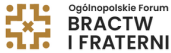 Ogólnopolskie Forum
BRACTW
I FRATERNI